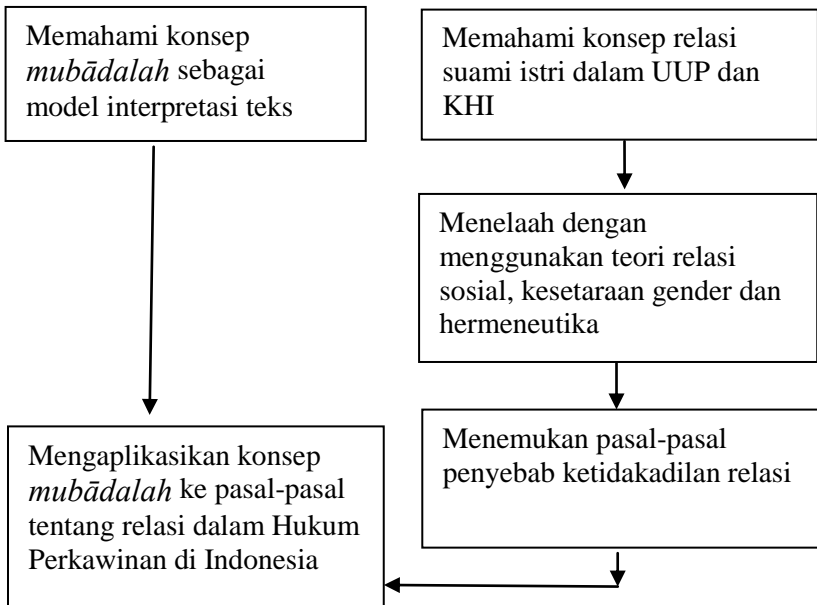 Memahami konsep
mubādalah sebagai
model interpretasi teks
Memahami konsep relasi
suami istri dalam UUP dan
KHI
Menelaah dengan
menggunakan teori relasi
sosial, kesetaraan gender dan
hermeneutika
Menemukan pasal-pasal
penyebab ketidakadilan relasi
Mengaplikasikan konsep
mubādalah ke pasal-pasal
tentang relasi dalam Hukum
Perkawinan di Indonesia